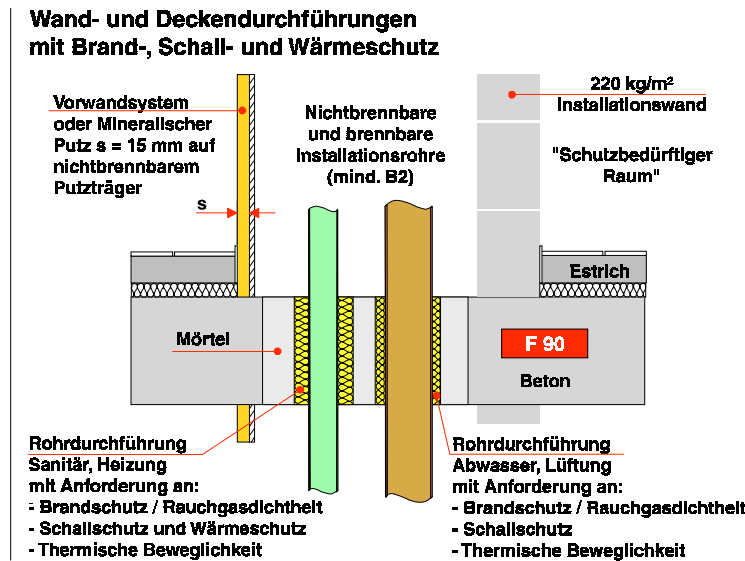 Wand- und Deckendurchführungen
mit Brand-, Schall- und Wärmeschutz
Vorwandsystem
oder Mineralischer
Putz s = 15 mm auf
nichtbrennbarem
Putzträger
Nichtbrennbare
und brennbare
Installationsrohre
(mind. B2)
220 kg/m²
Installationswand
"Schutzbedürftiger
Raum"
s
Estrich
Mörtel
F 90
Beton
Rohrdurchführung
Sanitär, Heizung
mit Anforderung an:
- Brandschutz / Rauchgasdichtheit
- Schallschutz und Wärmeschutz
- Thermische Beweglichkeit
Rohrdurchführung
Abwasser, Lüftung
mit Anforderung an:
- Brandschutz / Rauchgasdichtheit
- Schallschutz
- Thermische Beweglichkeit